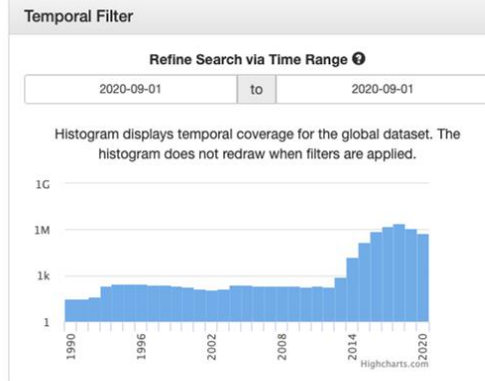 Temporal Filter
Refine Search via Time Range ?
2020-09-01 to 2020-09-01
Histogram displays temporal coverage for the global dataset. The
histogram does not redraw when filters are applied.
1G
1M
1k
1
1990 1996 2002 2008 2014 2020
Highcharts.com